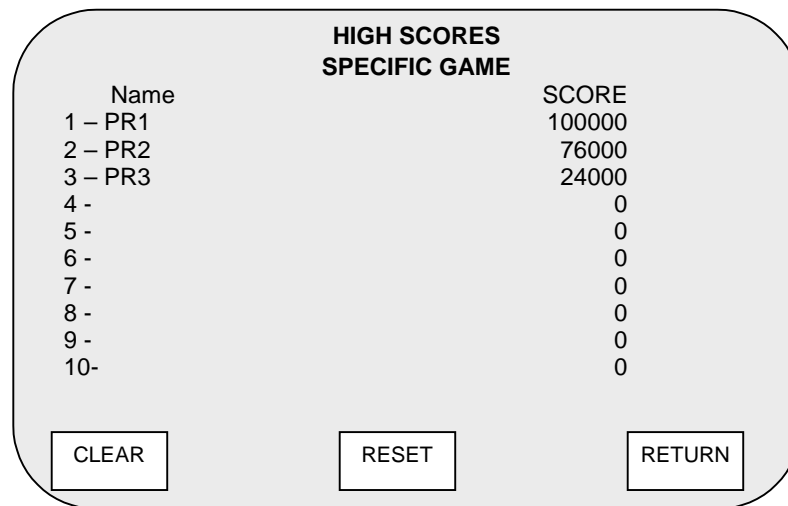 HIGH SCORES
SPECIFIC GAME
Name SCORE
1 – PR1 100000
2 – PR2 76000
3 – PR3 24000
4 - 0
5 - 0
6 - 0
7 - 0
8 - 0
9 - 0
10- 0
CLEAR RESET RETURN